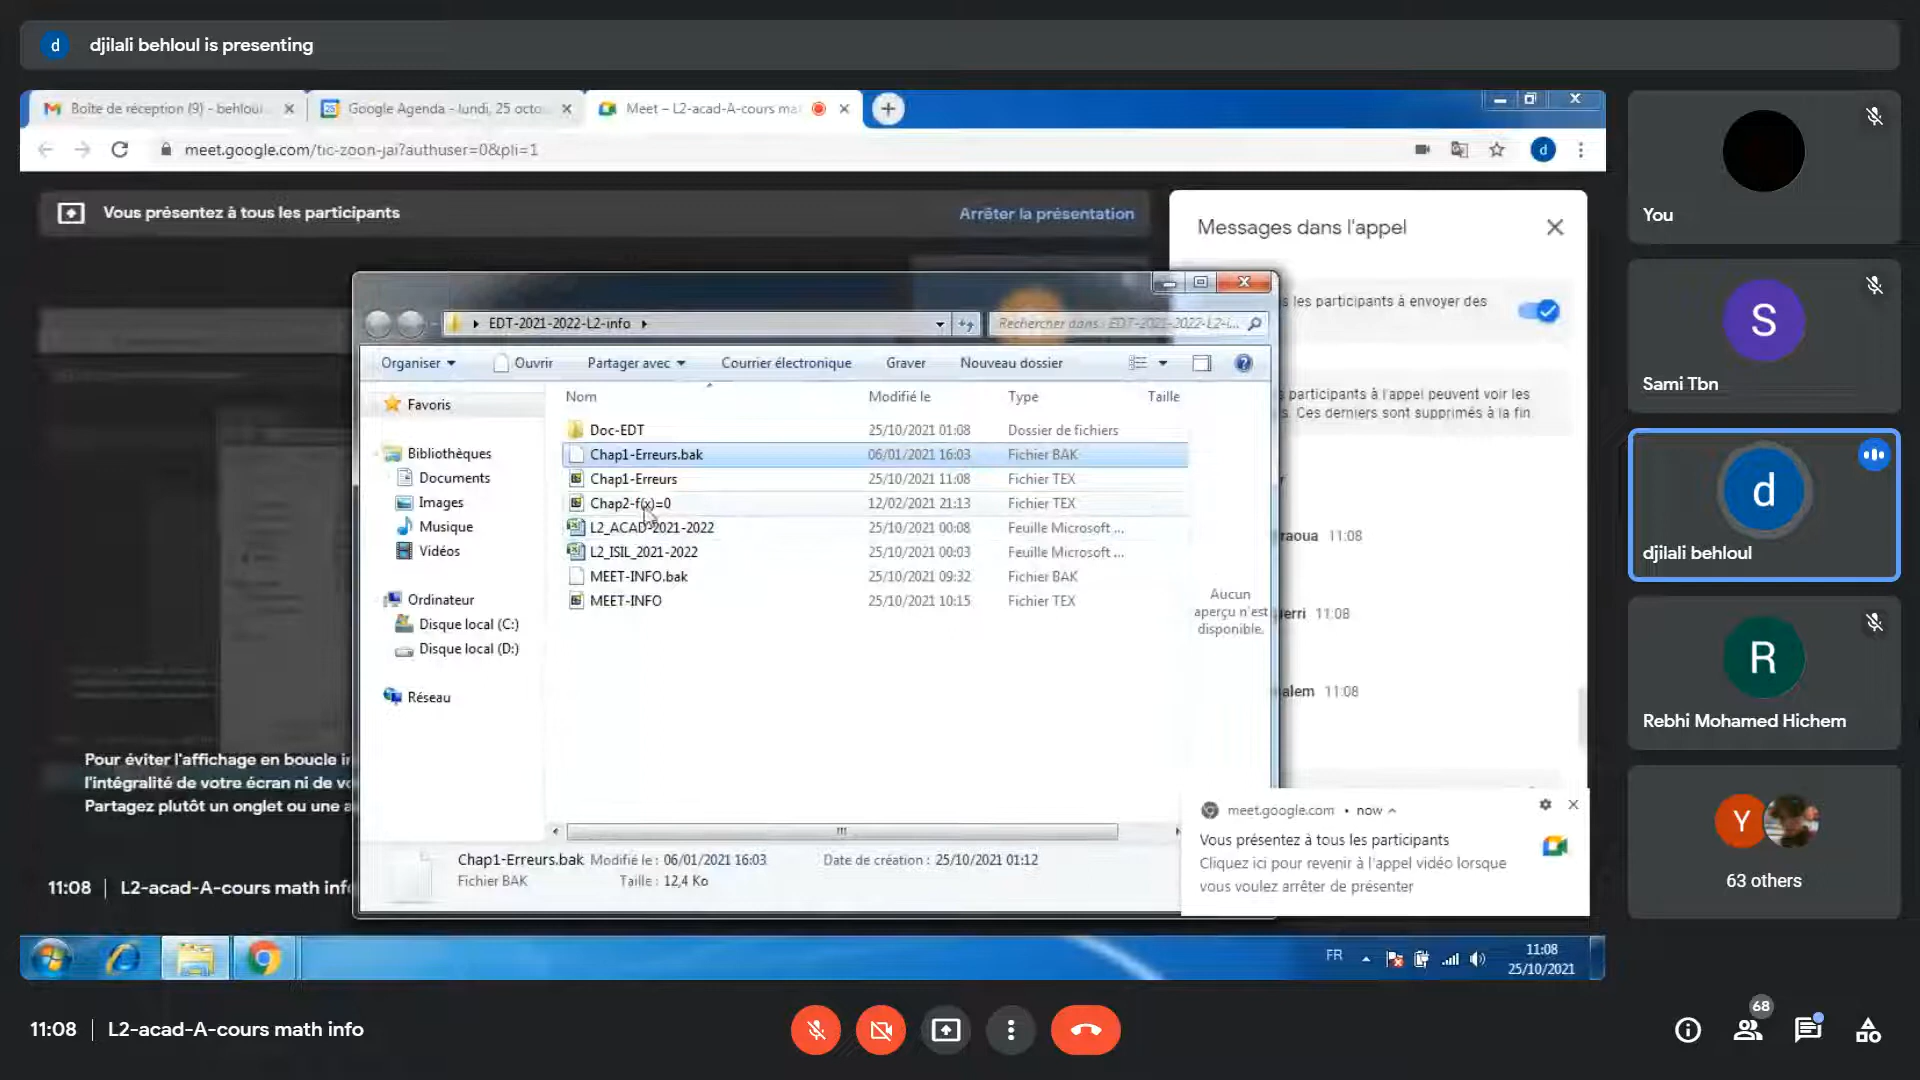 d djilali behloul is presenting
Boîte de réception (9) - behloul
Google Agenda - lundi, 25 octo
Meet – L2-acad-A-cours ma
meet.google.com/tic-zoon-jai?authuser=0&pli=1
d
Vous présentez à tous les participants
Arrêter la présentation
Messages dans l'appel
s les participants à envoyer des
participants à l'appel peuvent voir les
s. Ces derniers sont supprimés à la fin
raoua 11:08
erri 11:08
alem 11:08
EDT-2021-2022-L2-info
Rechercher dans : EDT-2021-2022-L2-i...
Organiser
Ouvrir
Partager avec
Courrier électronique
Graver
Nouveau dossier
Favoris
Bibliothèques
Documents
Images
Musique
Vidéos
Ordinateur
Disque local (C:)
Disque local (D:)
Réseau
Nom Modifié le Type Taille
Doc-EDT 25/10/2021 01:08 Dossier de fichiers
Chap1-Erreurs.bak 06/01/2021 16:03 Fichier BAK
Chap1-Erreurs 25/10/2021 11:08 Fichier TEX
Chap2-f(x)=0 12/02/2021 21:13 Fichier TEX
L2_ACAD-2021-2022 25/10/2021 00:08 Feuille Microsoft ...
L2_ISIL_2021-2022 25/10/2021 00:03 Feuille Microsoft ...
MEET-INFO.bak 25/10/2021 09:32 Fichier BAK
MEET-INFO 25/10/2021 10:15 Fichier TEX
Aucun
aperçu n'est
disponible.
Chap1-Erreurs.bak Modifié le : 06/01/2021 16:03 Date de création : 25/10/2021 01:12
Fichier BAK Taille : 12,4 Ko
Pour éviter l'affichage en boucle
l'intégralité de votre écran ni de
Partagez plutôt un onglet ou une
11:08 | L2-acad-A-cours math info
meet.google.com • now
Vous présentez à tous les participants
Cliquez ici pour revenir à l'appel vidéo lorsque
vous voulez arrêter de présenter
FR
11:08
25/10/2021
You
S
Sami Tbn
d
djilali behloul
R
Rebhi Mohamed Hichem
Y
63 others
11:08 | L2-acad-A-cours math info
68